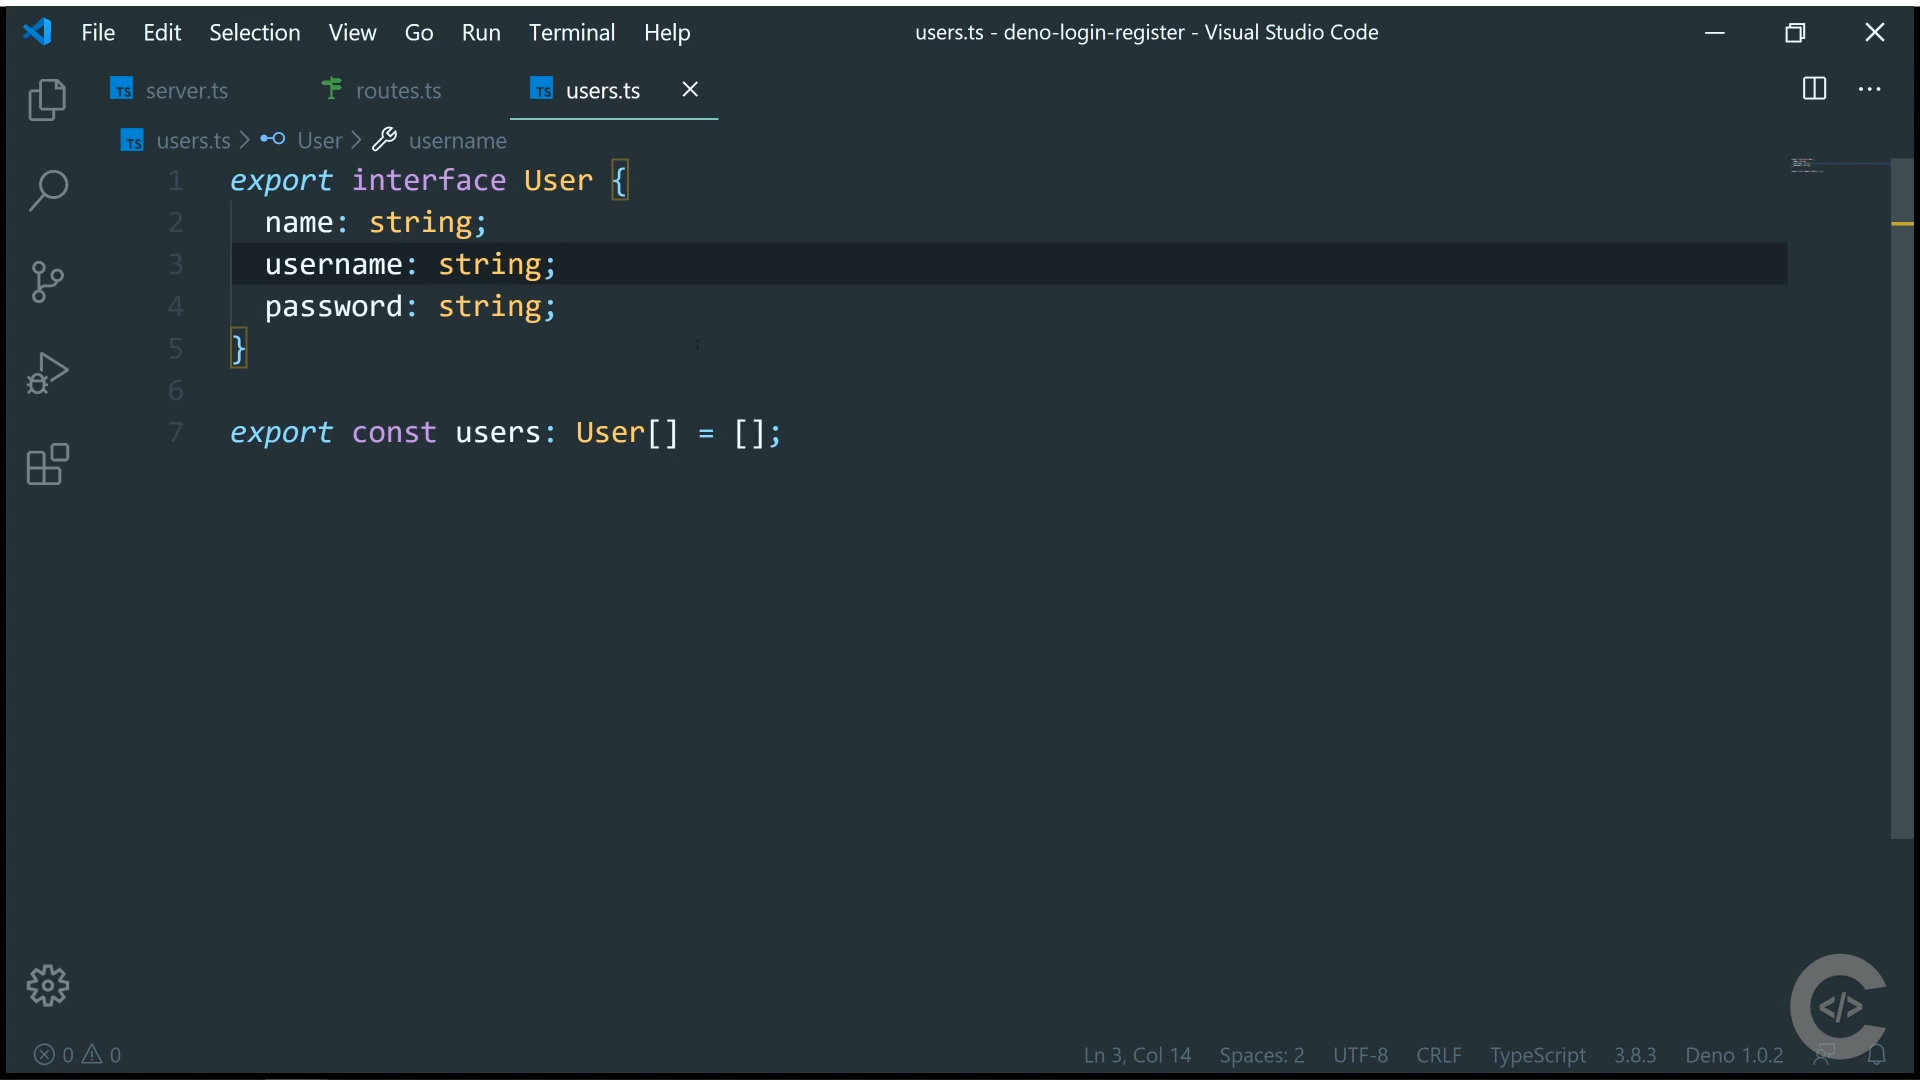 File Edit Selection View Go Run Terminal Help users.ts - deno-login-register - Visual Studio Code
TS server.ts routes.ts TS users.ts
TS users.ts > User > username
1 export interface User {
2   name: string;
3   username: string;
4   password: string;
5 }
6
7 export const users: User[] = [];
</>
0 0 Ln 3, Col 14 Spaces: 2 UTF-8 CRLF TypeScript 3.8.3 Deno 1.0.2